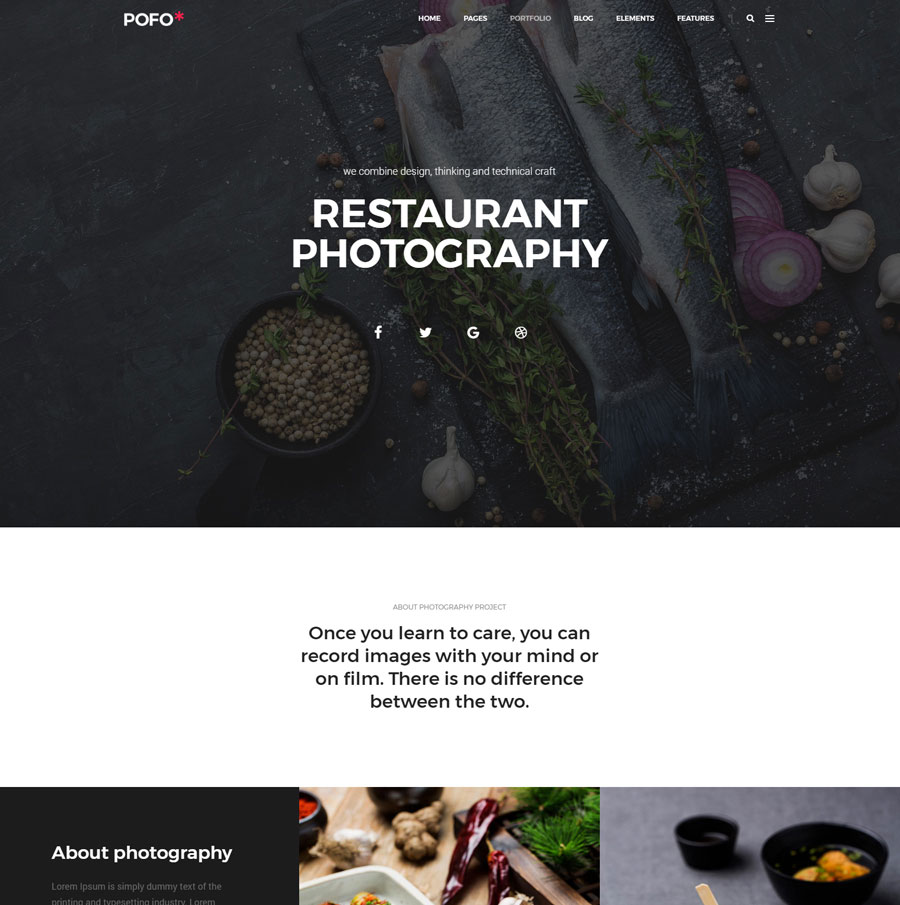 POFO*
HOME PAGES PORTFOLIO BLOG ELEMENTS FEATURES
we combine design, thinking and technical craft
RESTAURANT
PHOTOGRAPHY
ABOUT PHOTOGRAPHY PROJECT
Once you learn to care, you can
record images with your mind or
on film. There is no difference
between the two.
About photography
Lorem Ipsum is simply dummy text of the
printing and typesetting industry. Lorem